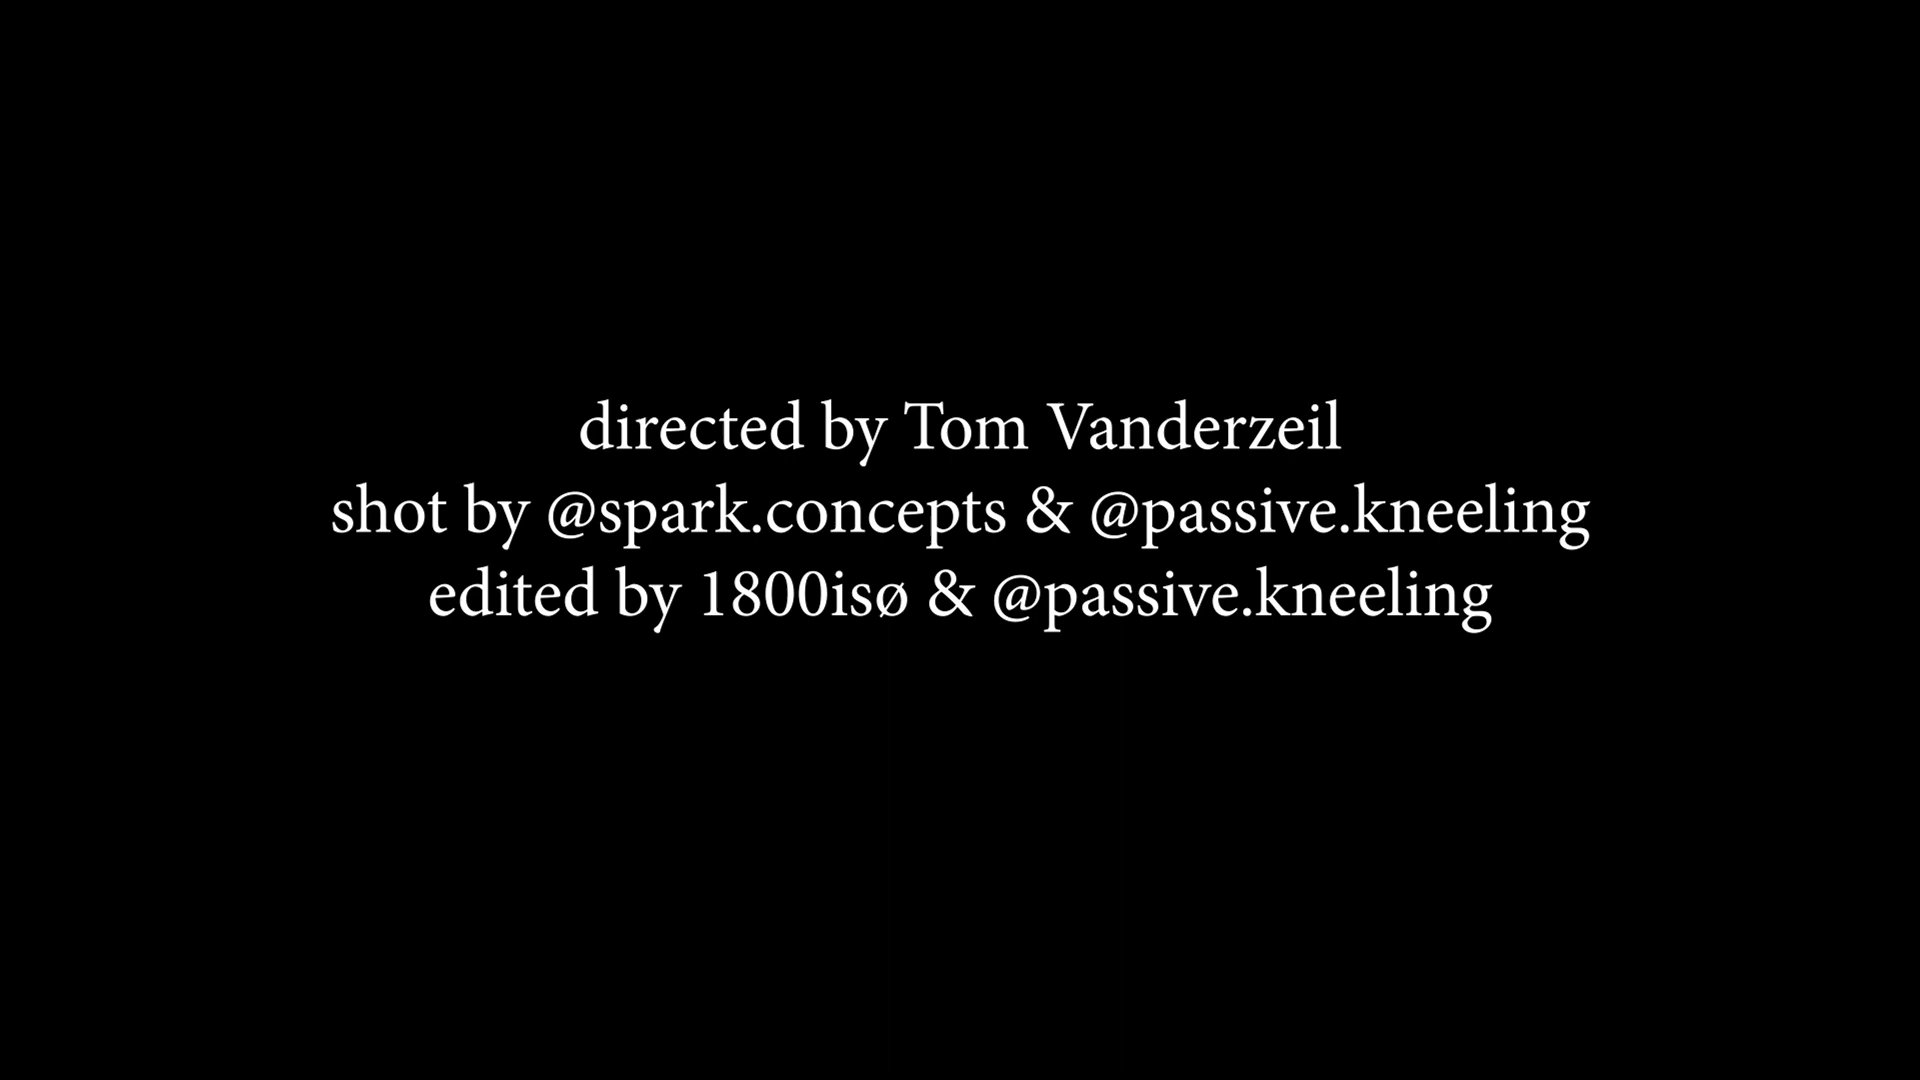 directed by Tom Vanderzeil
shot by @spark.concepts & @passive.kneeling
edited by 1800isø & @passive.kneeling